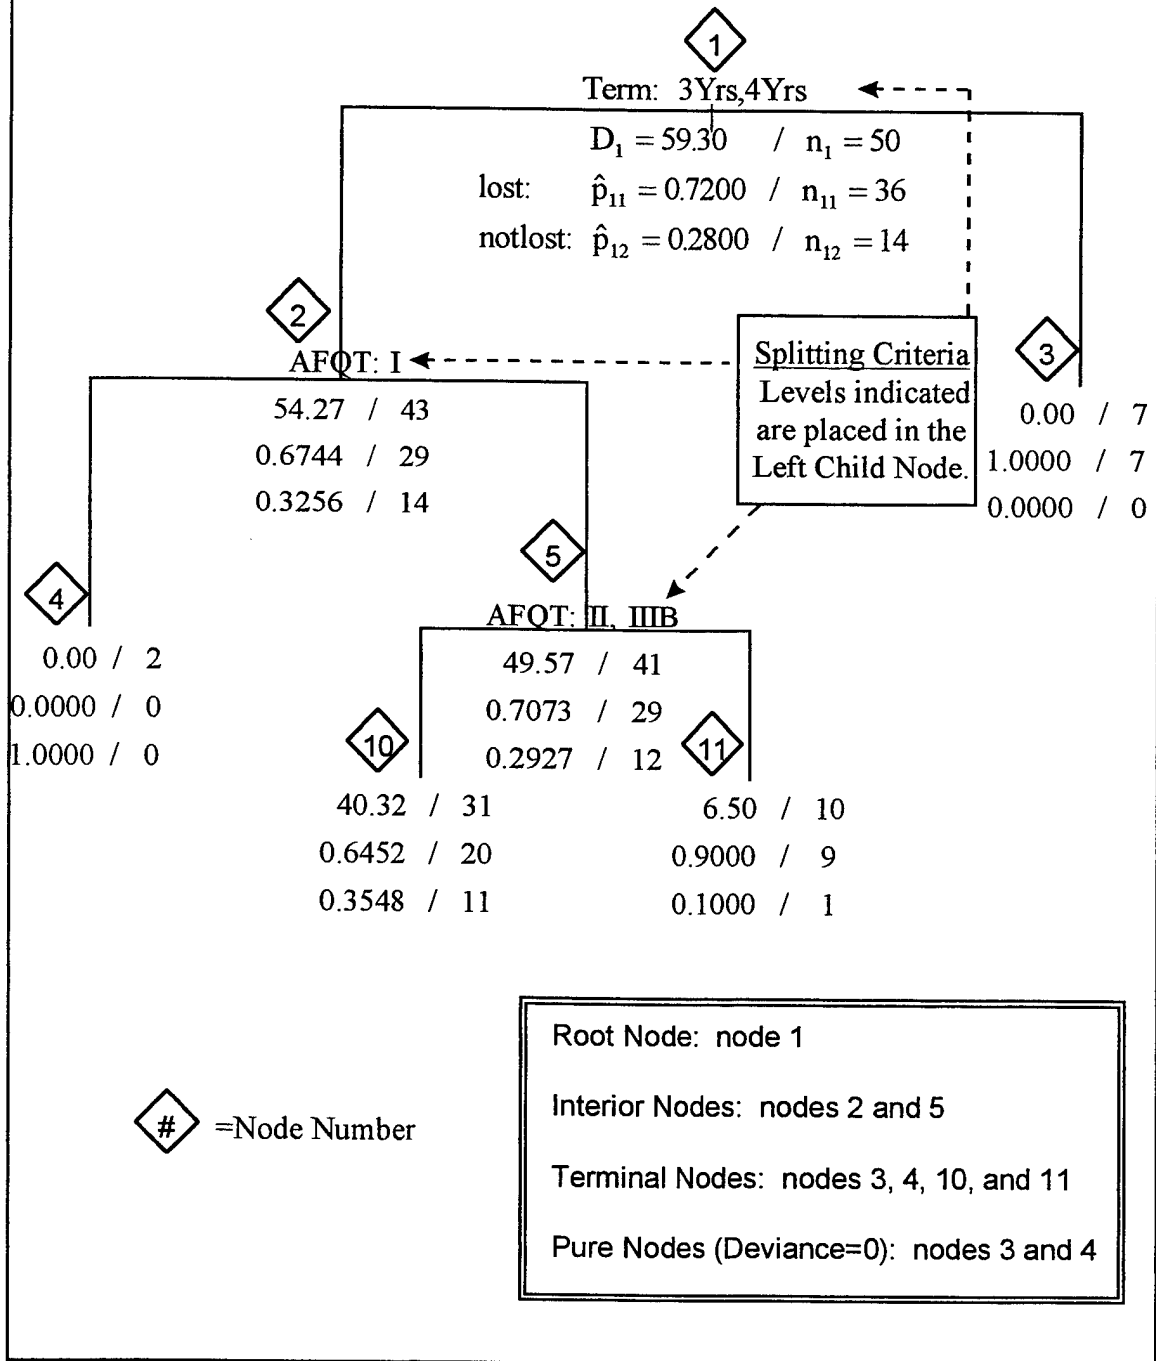 1
Term: 3Yrs,4Yrs
D₁ = 59.30 / n₁ = 50
lost: p̂₁₁ = 0.7200 / n₁₁ = 36
notlost: p̂₁₂ = 0.2800 / n₁₂ = 14
2
AFQT: I
54.27 / 43
0.6744 / 29
0.3256 / 14
Splitting Criteria
Levels indicated
are placed in the
Left Child Node.
3
0.00 / 7
1.0000 / 7
0.0000 / 0
4
0.00 / 2
0.0000 / 0
1.0000 / 0
5
AFQT: II, IIIB
49.57 / 41
0.7073 / 29
0.2927 / 12
10
40.32 / 31
0.6452 / 20
0.3548 / 11
11
6.50 / 10
0.9000 / 9
0.1000 / 1
# =Node Number
Root Node: node 1
Interior Nodes: nodes 2 and 5
Terminal Nodes: nodes 3, 4, 10, and 11
Pure Nodes (Deviance=0): nodes 3 and 4